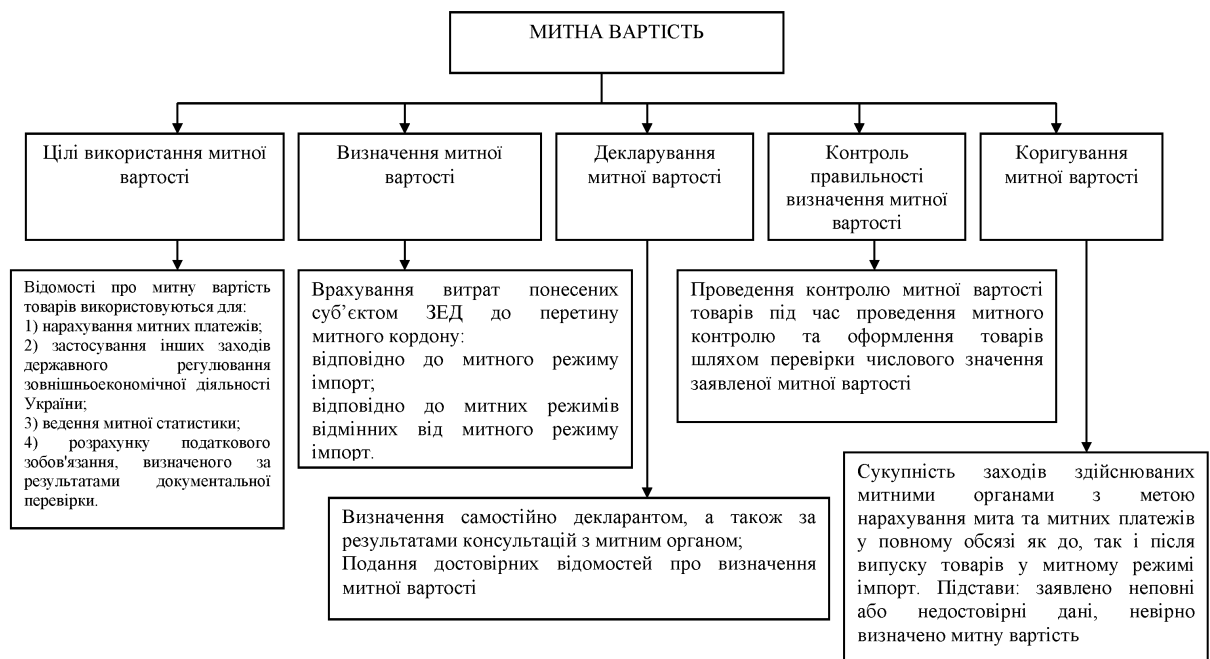 МИТНА ВАРТІСТЬ
Цілі використання митної
вартості
Визначення митної
вартості
Декларування
митної вартості
Контроль
правильності
визначення митної
вартості
Коригування
митної вартості
Відомості про митну вартість
товарів використовуються для:
1) нарахування митних платежів;
2) застосування інших заходів
державного регулювання
зовнішньоекономічної діяльності
України;
3) ведення митної статистики;
4) розрахунку податкового
зобов'язання, визначеного за
результатами документальної
перевірки.
Врахування витрат понесених
суб’єктом ЗЕД до перетину
митного кордону:
відповідно до митного режиму
імпорт;
відповідно до митних режимів
відмінних від митного режиму
імпорт.
Визначення самостійно декларантом, а також за
результатами консультацій з митним органом;
Подання достовірних відомостей про визначення
митної вартості
Проведення контролю митної вартості
товарів під час проведення митного
контролю та оформлення товарів
шляхом перевірки числового значення
заявленої митної вартості
Сукупність заходів здійснюваних
митними органами з метою
нарахування мита та митних платежів
у повному обсязі як до, так і після
випуску товарів у митному режимі
імпорт. Підстави: заявлено неповні
або недостовірні дані, невірно
визначено митну вартість